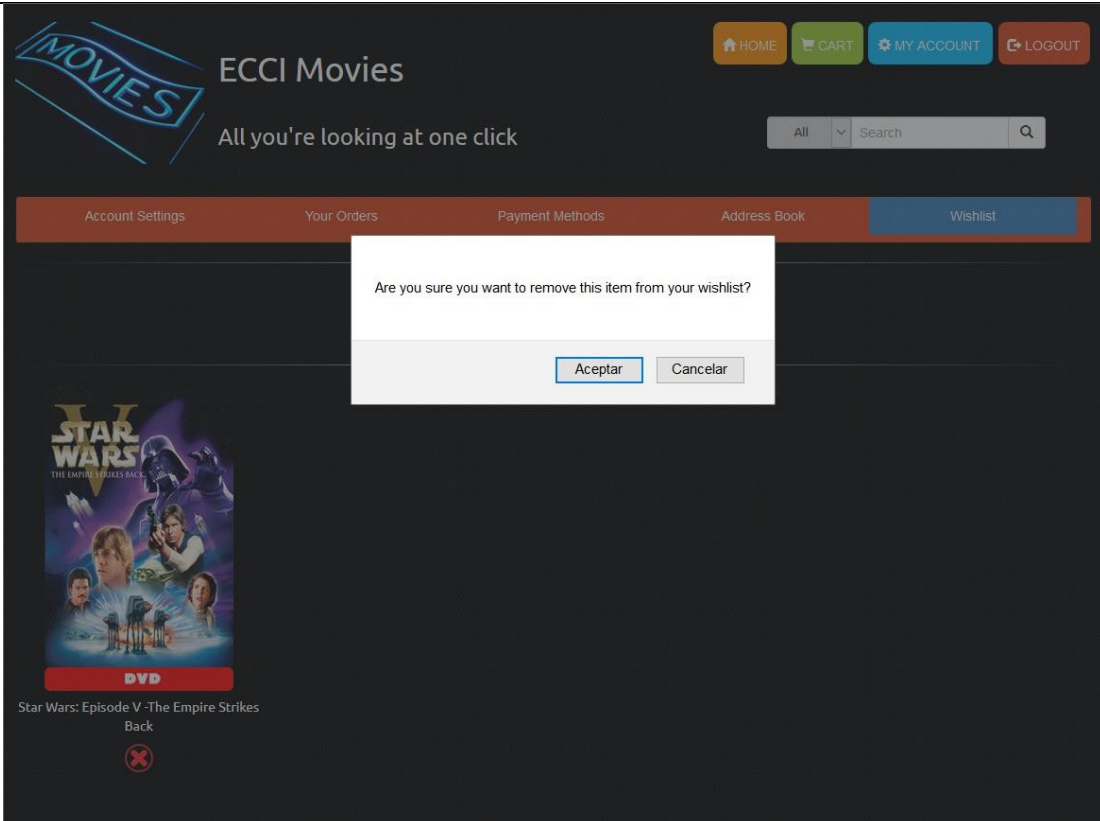 MOVIES
ECCI Movies
All you're looking at one click
HOME
CART
MY ACCOUNT
LOGOUT
All
Search
Account Settings
Your Orders
Payment Methods
Address Book
Wishlist
Are you sure you want to remove this item from your wishlist?
Aceptar
Cancelar
V
STAR
WARS
THE EMPIRE STRIKES BACK
DVD
Star Wars: Episode V -The Empire Strikes
Back